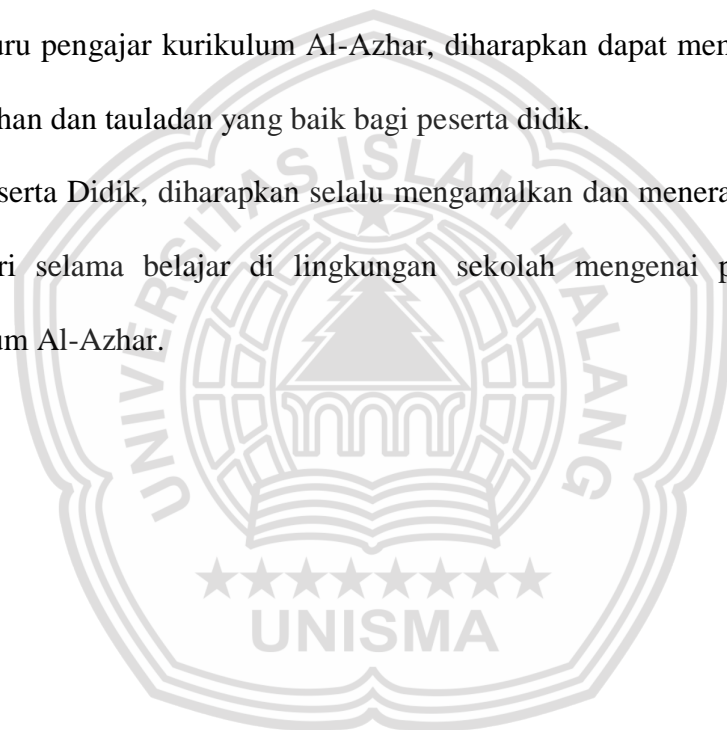 uru pengajar kurikulum Al-Azhar, diharapkan dapat men
han dan tauladan yang baik bagi peserta didik.
serta Didik, diharapkan selalu mengamalkan dan menera
ri selama belajar di lingkungan sekolah mengenai p
um Al-Azhar.
UNIVERSITAS ISLAM MALANG
UNISMA